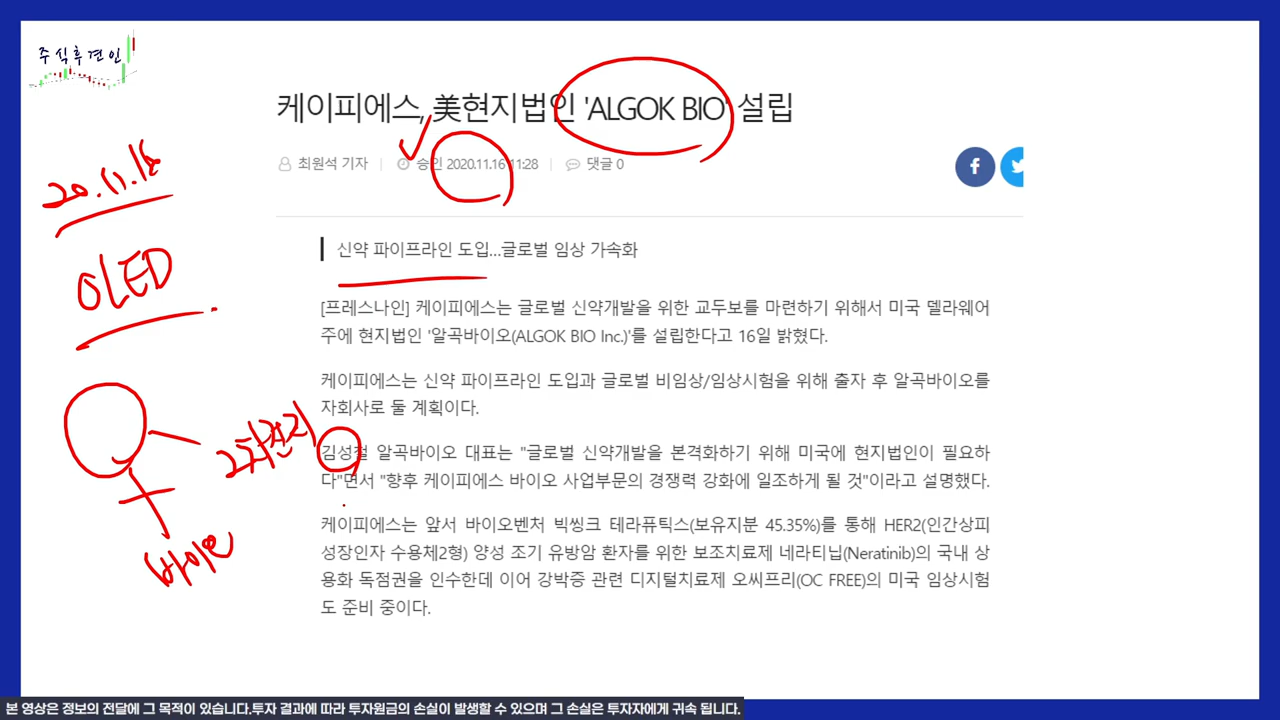 주식후견인
케이피에스, 美현지법인 'ALGOK BIO' 설립
최원석 기자 승인 2020.11.16 11:28 댓글 0
20.11.16
OLED
2차전지
바이오
신약 파이프라인 도입...글로벌 임상 가속화
[프레스나인] 케이피에스는 글로벌 신약개발을 위한 교두보를 마련하기 위해서 미국 델라웨어
주에 현지법인 '알곡바이오(ALGOK BIO Inc.)'를 설립한다고 16일 밝혔다.
케이피에스는 신약 파이프라인 도입과 글로벌 비임상/임상시험을 위해 출자 후 알곡바이오를
자회사로 둘 계획이다.
김성철 알곡바이오 대표는 "글로벌 신약개발을 본격화하기 위해 미국에 현지법인이 필요하
다"면서 "향후 케이피에스 바이오 사업부문의 경쟁력 강화에 일조하게 될 것"이라고 설명했다.
케이피에스는 앞서 바이오벤처 빅씽크 테라퓨틱스(보유지분 45.35%)를 통해 HER2(인간상피
성장인자 수용체2형) 양성 조기 유방암 환자를 위한 보조치료제 네라티닙(Neratinib)의 국내 상
용화 독점권을 인수한데 이어 강박증 관련 디지털치료제 오씨프리(OC FREE)의 미국 임상시험
도 준비 중이다.
본 영상은 정보의 전달에 그 목적이 있습니다.투자 결과에 따라 투자원금의 손실이 발생할 수 있으며 그 손실은 투자자에게 귀속 됩니다.